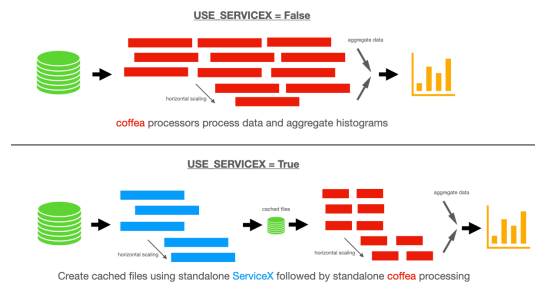 USE_SERVICEX = False
aggregate data
horizontal scaling
coffea processors process data and aggregate histograms
USE_SERVICEX = True
aggregate data
cached files
horizontal scaling
horizontal scaling
Create cached files using standalone ServiceX followed by standalone coffea processing